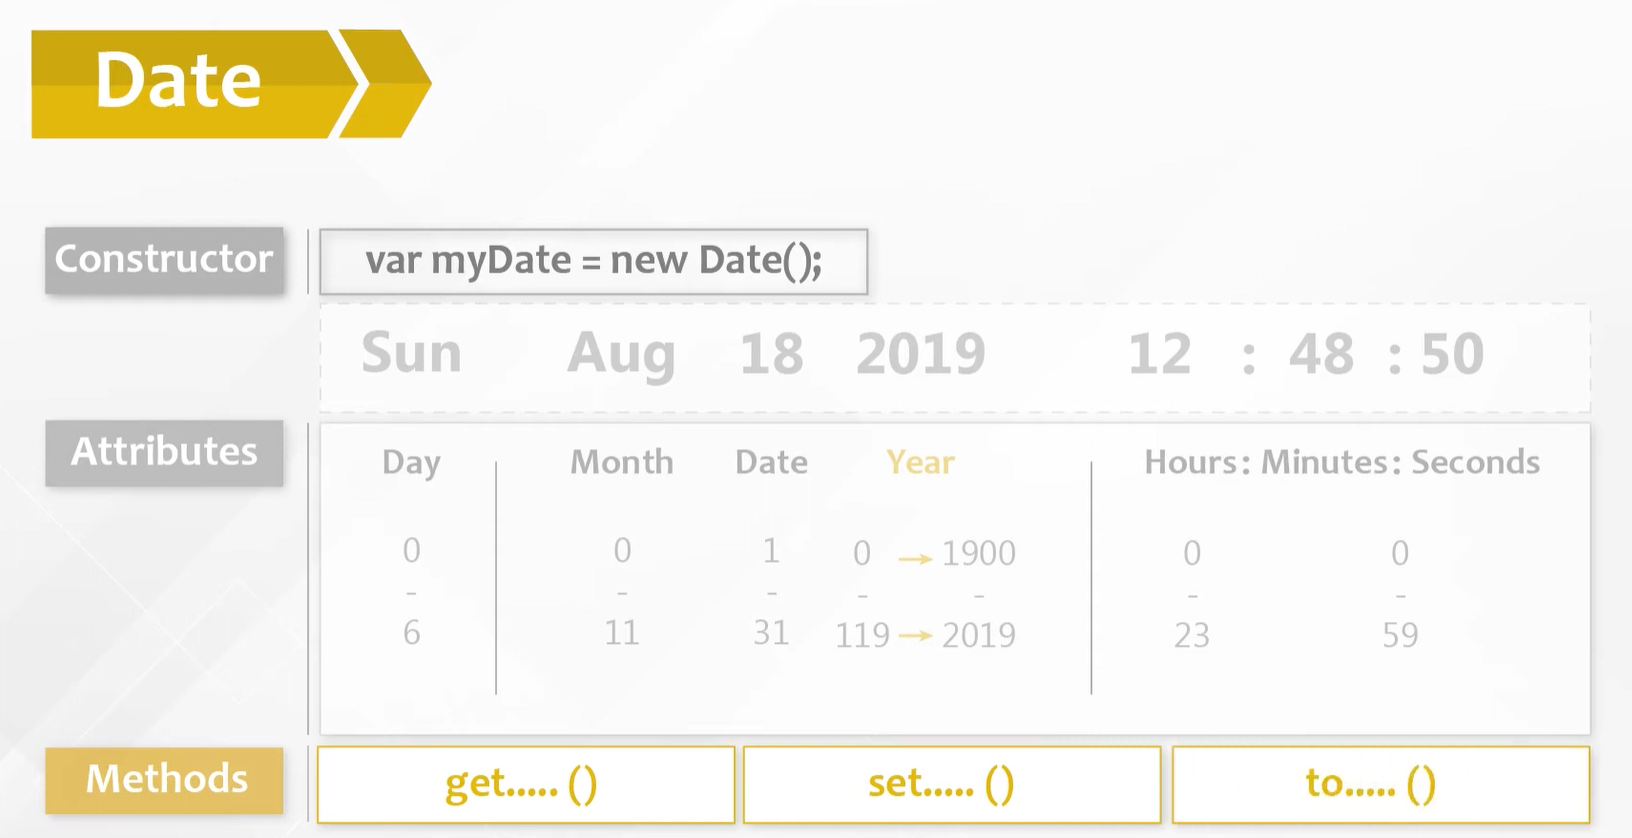 Date
Constructor
var myDate = new Date();
Sun Aug 18 2019 12 : 48 : 50
Attributes
Day Month Date Year Hours: Minutes: Seconds
0 0 1 0 → 1900 0 0
- - - - - - -
6 11 31 119 → 2019 23 59
Methods
get..... () set..... () to..... ()